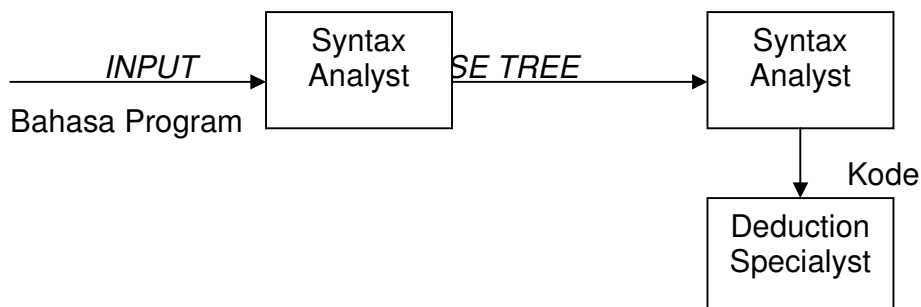 INPUT
Bahasa Program
Syntax
Analyst
SE TREE
Syntax
Analyst
Kode
Deduction
Specialyst